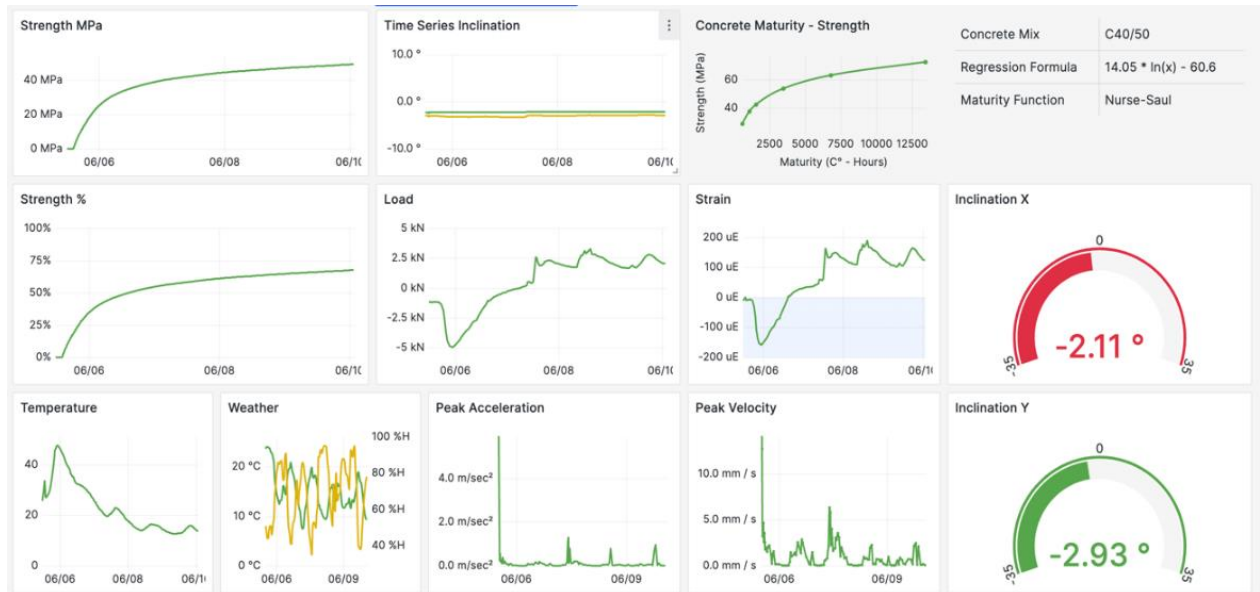 Strength MPa
40 MPa
20 MPa
0 MPa
06/06 06/08 06/10
Time Series Inclination
10.0 °
0.0 °
-10.0 °
06/06 06/08 06/10
Concrete Maturity - Strength
Strength (MPa)
60
40
2500 5000 7500 10000 12500
Maturity (C° - Hours)
Concrete Mix C40/50
Regression Formula 14.05 * ln(x) - 60.6
Maturity Function Nurse-Saul
Strength %
100%
75%
50%
25%
0%
06/06 06/08 06/10
Load
5 kN
2.5 kN
0 kN
-2.5 kN
-5 kN
06/06 06/08 06/10
Strain
200 uE
100 uE
0 uE
-100 uE
-200 uE
06/06 06/08 06/10
Inclination X
0
-35 35
-2.11 °
Temperature
40
20
0
06/06 06/08 06/1
Weather
100 %H
20 °C 80 %H
60 %H
10 °C
40 %H
0 °C
06/06 06/09
Peak Acceleration
4.0 m/sec²
2.0 m/sec²
0.0 m/sec²
06/06 06/09
Peak Velocity
10.0 mm / s
5.0 mm / s
0.0 mm / s
06/06 06/09
Inclination Y
0
-35 35
-2.93 °